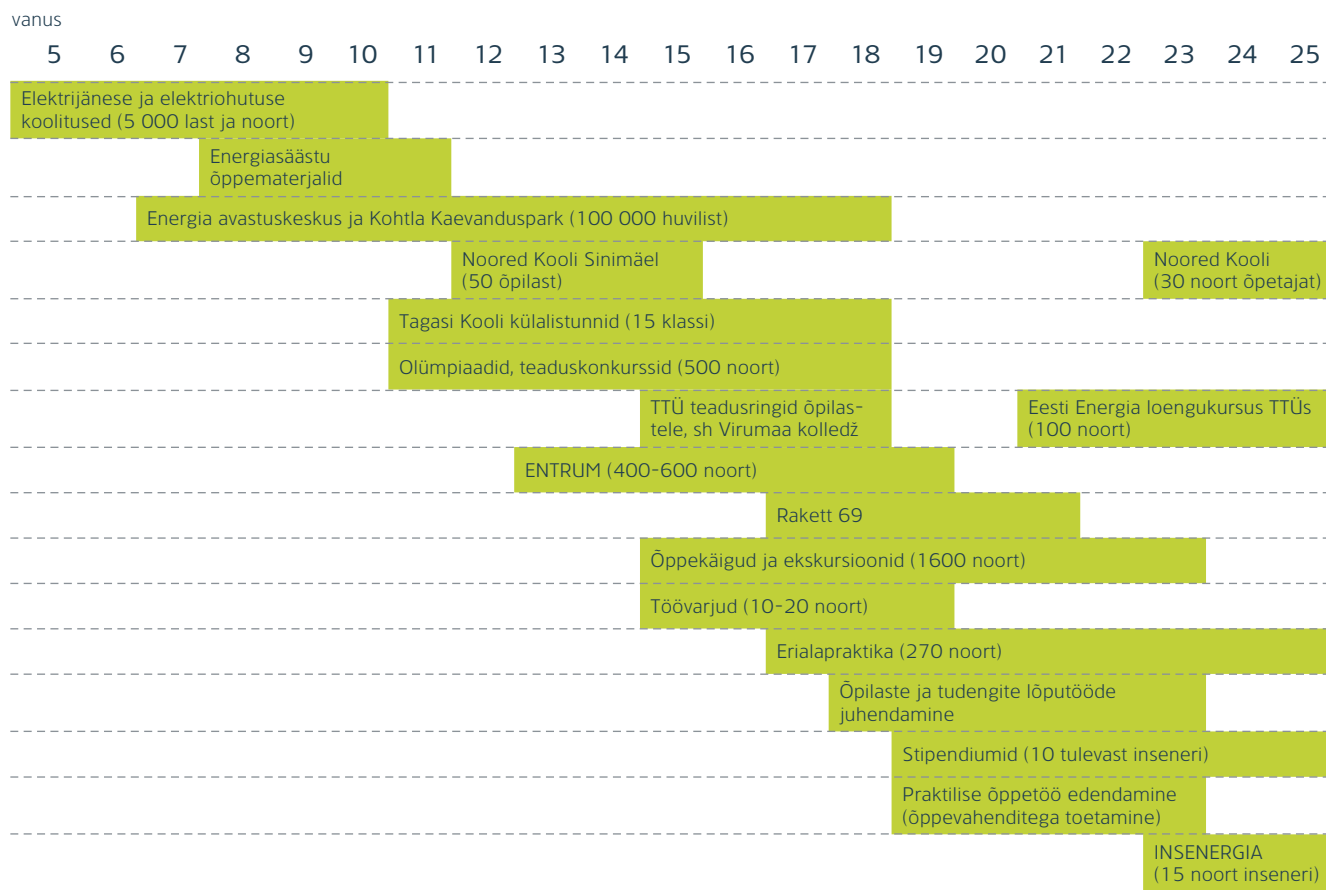 vanus
5 6 7 8 9 10 11 12 13 14 15 16 17 18 19 20 21 22 23 24 25
Elektrijänese ja elektriohutuse
koolitused (5 000 last ja noort)
Energiasäästu
õppematerjalid
Energia avastuskeskus ja Kohtla Kaevanduspark (100 000 huvilist)
Noored Kooli Sinimäel
(50 õpilast)
Noored Kooli
(30 noort õpetajat)
Tagasi Kooli külalistunnid (15 klassi)
Olümpiaadid, teaduskonkurssid (500 noort)
TTÜ teadusringid õpilas-
tele, sh Virumaa kolledž
Eesti Energia loengukursus TTÜs
(100 noort)
ENTRUM (400-600 noort)
Rakett 69
Õppekäigud ja ekskursioonid (1600 noort)
Töövarjud (10-20 noort)
Erialapraktika (270 noort)
Õpilaste ja tudengite lõputööde
juhendamine
Stipendiumid (10 tulevast inseneri)
Praktilise õppetöö edendamine
(õppevahenditega toetamine)
INSENERGIA
(15 noort inseneri)